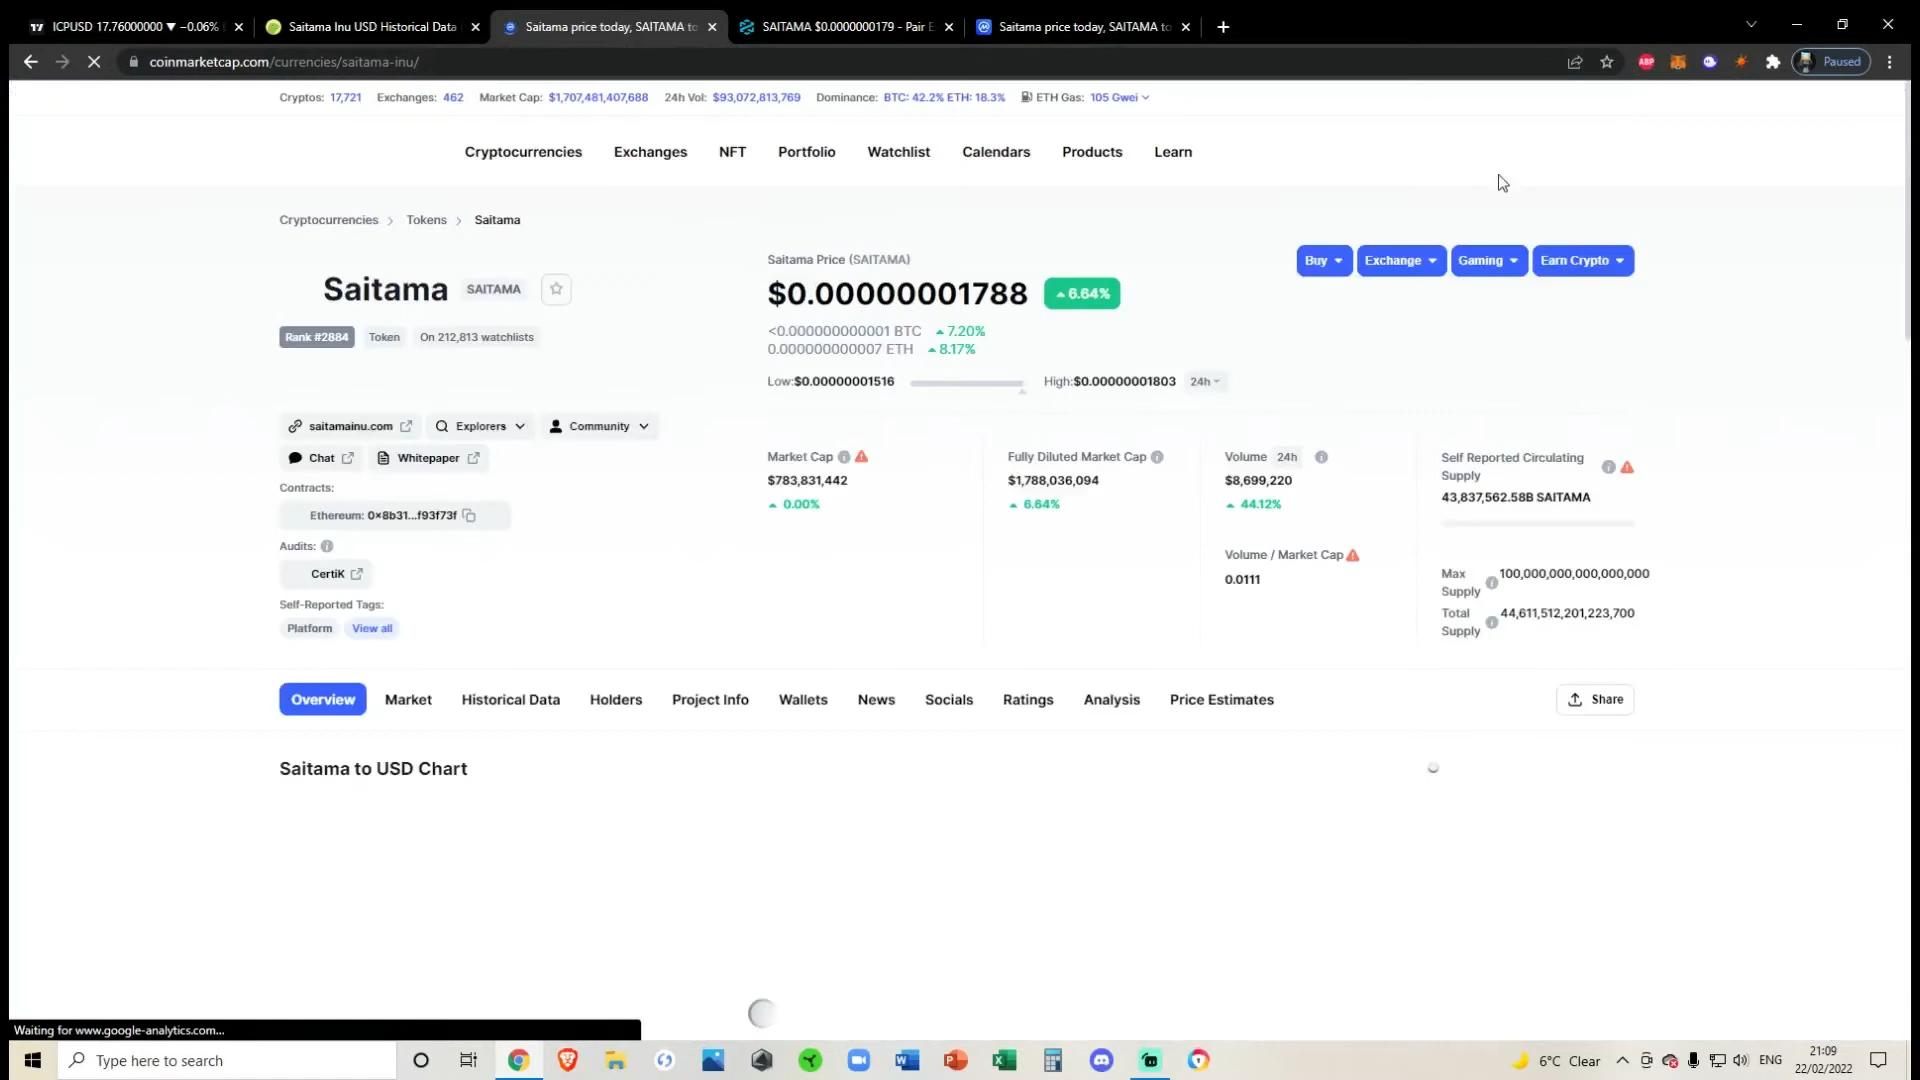 ICPUSD 17.76000000 ▼ −0.06%
Saitama Inu USD Historical Data
Saitama price today, SAITAMA to
SAITAMA $0.0000000179 - Pair E
Saitama price today, SAITAMA to
coinmarketcap.com/currencies/saitama-inu/
ABP
Paused
Cryptos: 17,721 Exchanges: 462 Market Cap: $1,707,481,407,688 24h Vol: $93,072,813,769 Dominance: BTC: 42.2% ETH: 18.3% ETH Gas: 105 Gwei
Cryptocurrencies Exchanges NFT Portfolio Watchlist Calendars Products Learn
Cryptocurrencies > Tokens > Saitama
Saitama SAITAMA
Rank #2884 Token On 212,813 watchlists
Saitama Price (SAITAMA)
$0.00000001788 6.64%
<0.000000000001 BTC 7.20%
0.000000000007 ETH 8.17%
Low:$0.00000001516 High:$0.00000001803 24h
Buy Exchange Gaming Earn Crypto
saitamainu.com Explorers Community
Chat Whitepaper
Contracts:
Ethereum: 0x8b31...f93f73f
Audits:
CertiK
Self-Reported Tags:
Platform View all
Market Cap
$783,831,442
0.00%
Fully Diluted Market Cap
$1,788,036,094
6.64%
Volume 24h
$8,699,220
44.12%
Volume / Market Cap
0.0111
Self Reported Circulating
Supply
43,837,562.58B SAITAMA
Max
Supply
100,000,000,000,000,000
Total
Supply
44,611,512,201,223,700
Overview Market Historical Data Holders Project Info Wallets News Socials Ratings Analysis Price Estimates Share
Saitama to USD Chart
Waiting for www.google-analytics.com...
Type here to search
6°C Clear
ENG
21:09
22/02/2022